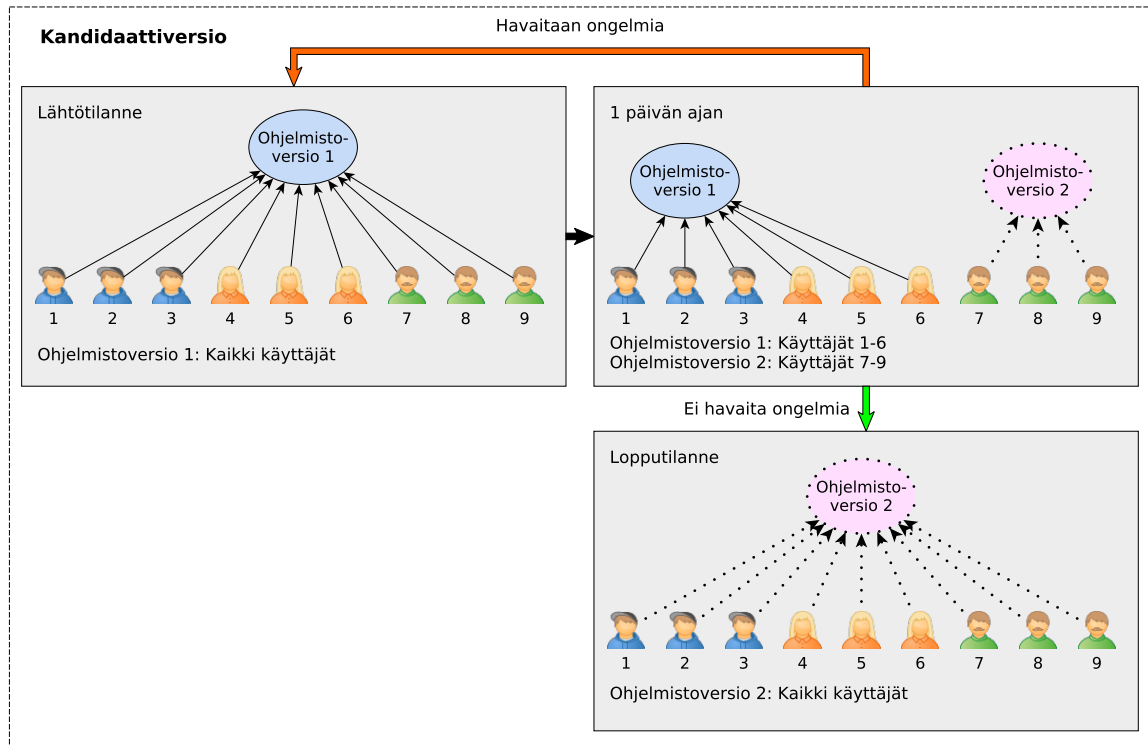 Kandidaattiversio
Havaitaan ongelmia
Lähtötilanne
Ohjelmisto-
versio 1
1 2 3 4 5 6 7 8 9
Ohjelmistoversio 1: Kaikki käyttäjät
1 päivän ajan
Ohjelmisto-
versio 1
Ohjelmisto-
versio 2
1 2 3 4 5 6 7 8 9
Ohjelmistoversio 1: Käyttäjät 1-6
Ohjelmistoversio 2: Käyttäjät 7-9
Ei havaita ongelmia
Lopputilanne
Ohjelmisto-
versio 2
1 2 3 4 5 6 7 8 9
Ohjelmistoversio 2: Kaikki käyttäjät